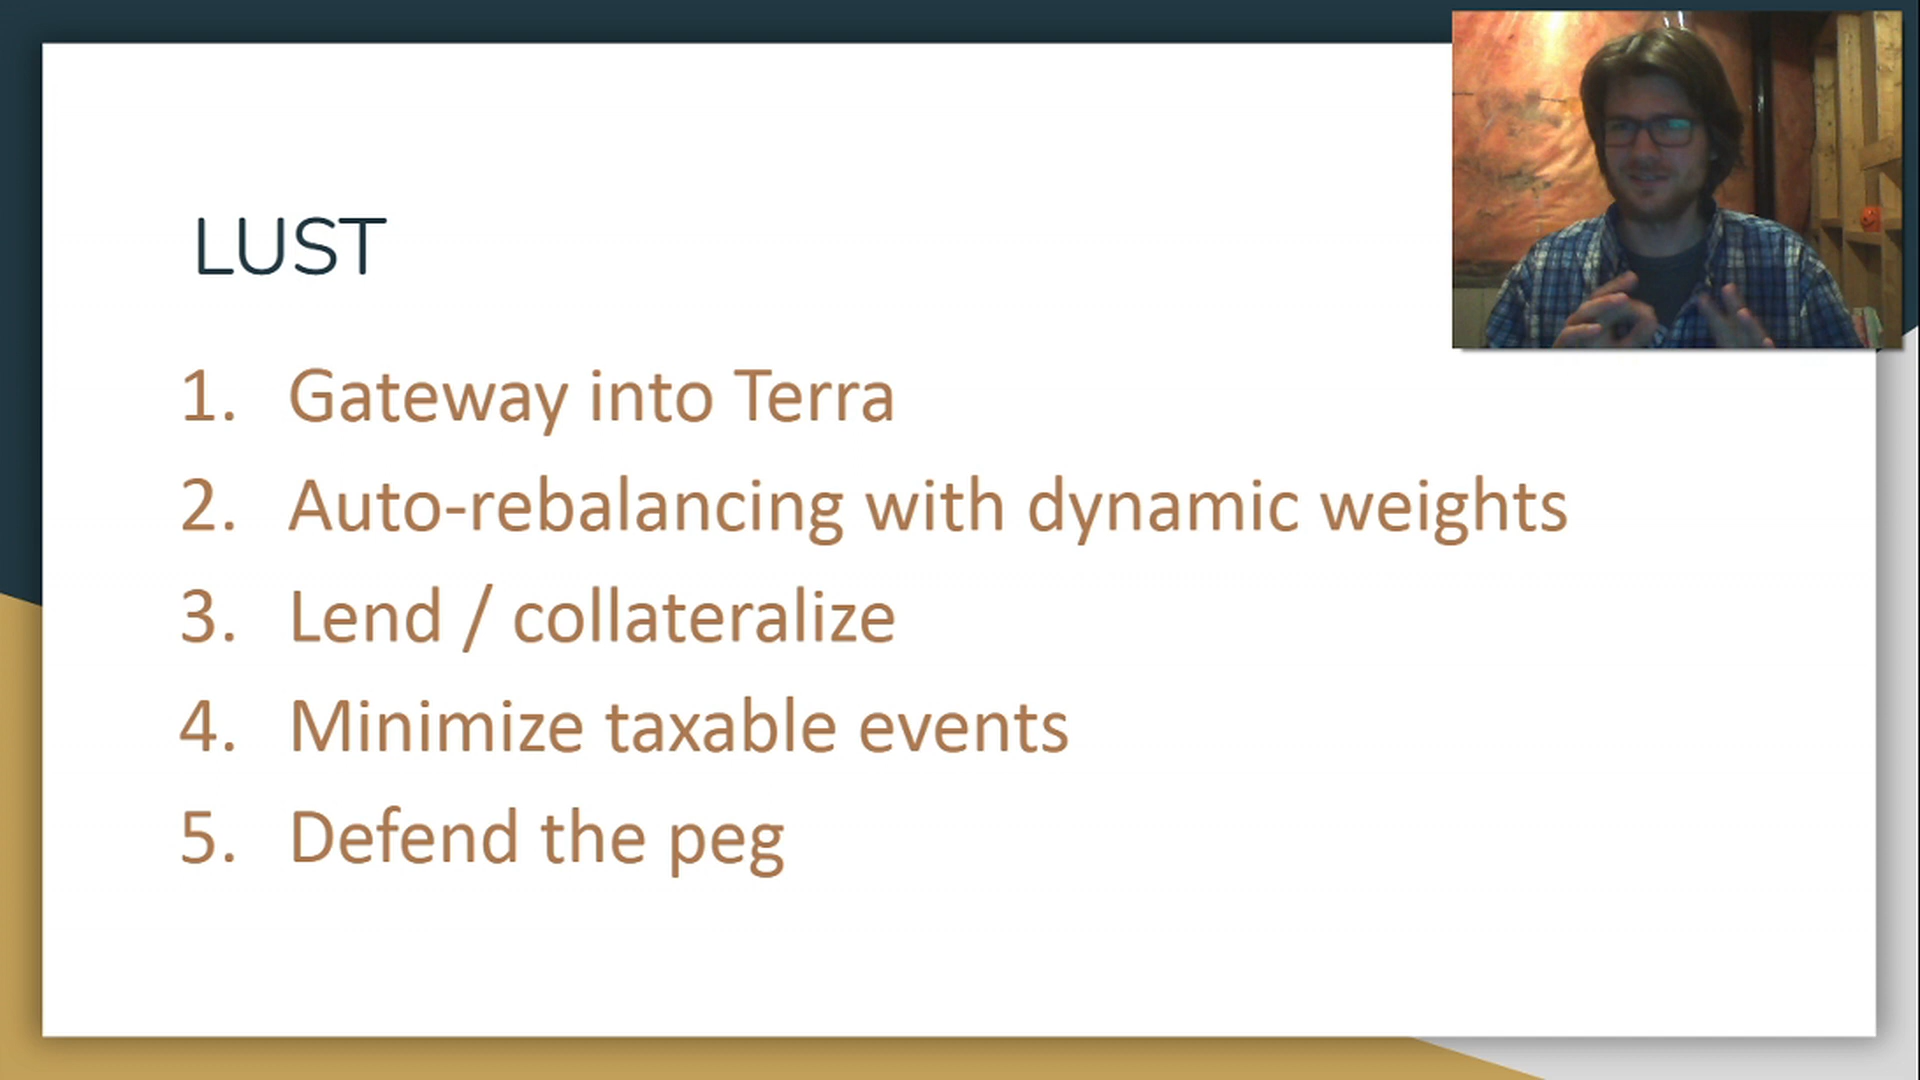 LUST
1. Gateway into Terra
2. Auto-rebalancing with dynamic weights
3. Lend / collateralize
4. Minimize taxable events
5. Defend the peg